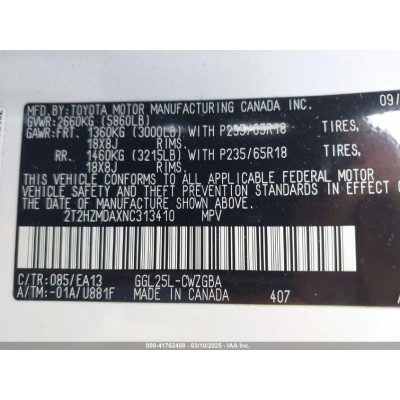 MFD. BY: TOYOTA MOTOR MANUFACTURING CANADA INC. 09/
GVWR: 2660KG (5860LB)
GAWR: FRT. 1360KG (3000LB) WITH P235/65R18 TIRES,
18X8J RIMS,
RR. 1460KG (3215LB) WITH P235/65R18 TIRES,
18X8J RIMS,
THIS VEHICLE CONFORMS TO ALL APPLICABLE FEDERAL MOTOR
VEHICLE SAFETY AND THEFT PREVENTION STANDARDS IN EFFECT
ON THE DATE OF MANUFACTURE SHOWN ABOVE.
2T2HZMDAXNC313410 MPV
C/TR: 085/EA13 GGL25L-CWZGBA
A/TM: -01A/U881F MADE IN CANADA 407
000-41762459 - 03/10/2025 - IAA Inc.